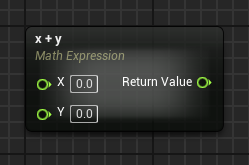 x + y
Math Expression
X 0.0 Return Value
Y 0.0